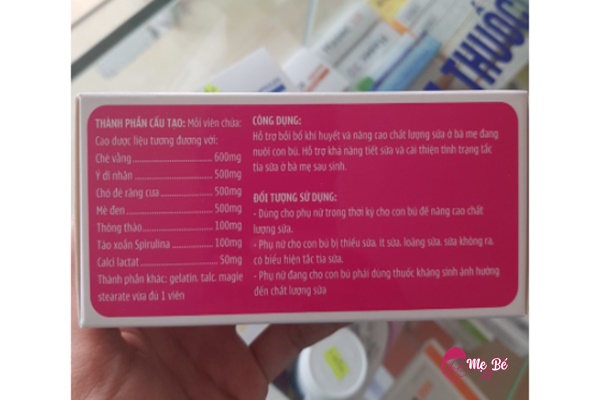 THUỐC
THÀNH PHẦN CẤU TẠO: Mỗi viên chứa:
Cao dược liệu tương đương với:
Chè vằng 600mg
Ý dĩ nhân 500mg
Chó đẻ răng cưa 500mg
Mè đen 500mg
Thông thảo 100mg
Tảo xoắn Spirulina 100mg
Calci lactat 50mg
Thành phần khác: gelatin, talc, magie
stearate vừa đủ 1 viên
CÔNG DỤNG:
Hỗ trợ bồi bổ khí huyết và nâng cao chất lượng sữa ở bà mẹ đang
nuôi con bú. Hỗ trợ khả năng tiết sữa và cải thiện tình trạng tắc
tia sữa ở bà mẹ sau sinh.
ĐỐI TƯỢNG SỬ DỤNG:
- Dùng cho phụ nữ trong thời kỳ cho con bú để nâng cao chất
lượng sữa.
- Phụ nữ cho con bú bị thiếu sữa, ít sữa, loãng sữa, sữa không ra,
có biểu hiện tắc tia sữa.
- Phụ nữ đang cho con bú phải dùng thuốc kháng sinh ảnh hưởng
đến chất lượng sữa
Mẹ Bé